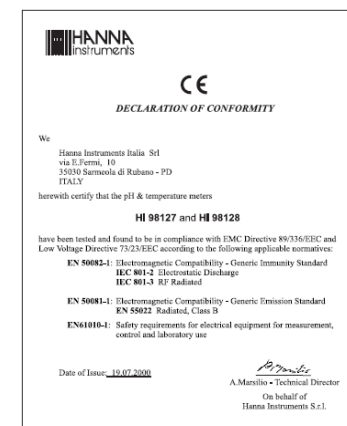 HANNA
instruments
CE
DECLARATION OF CONFORMITY
We
Hanna Instruments Italia Srl
via E.Fermi, 10
35030 Sarmeola di Rubano - PD
ITALY
herewith certify that the pH & temperature meters
HI 98127 and HI 98128
have been tested and found to be in compliance with EMC Directive 89/336/EEC and
Low Voltage Directive 73/23/EEC according to the following applicable normatives:
EN 50082-1: Electromagnetic Compatibility - Generic Immunity Standard
IEC 801-2 Electrostatic Discharge
IEC 801-3 RF Radiated
EN 50081-1: Electromagnetic Compatibility - Generic Emission Standard
EN 55022 Radiated, Class B
EN61010-1: Safety requirements for electrical equipment for measurement,
control and laboratory use
Date of Issue: 19.07.2000
A.Marsilio - Technical Director
On behalf of
Hanna Instruments S.r.l.